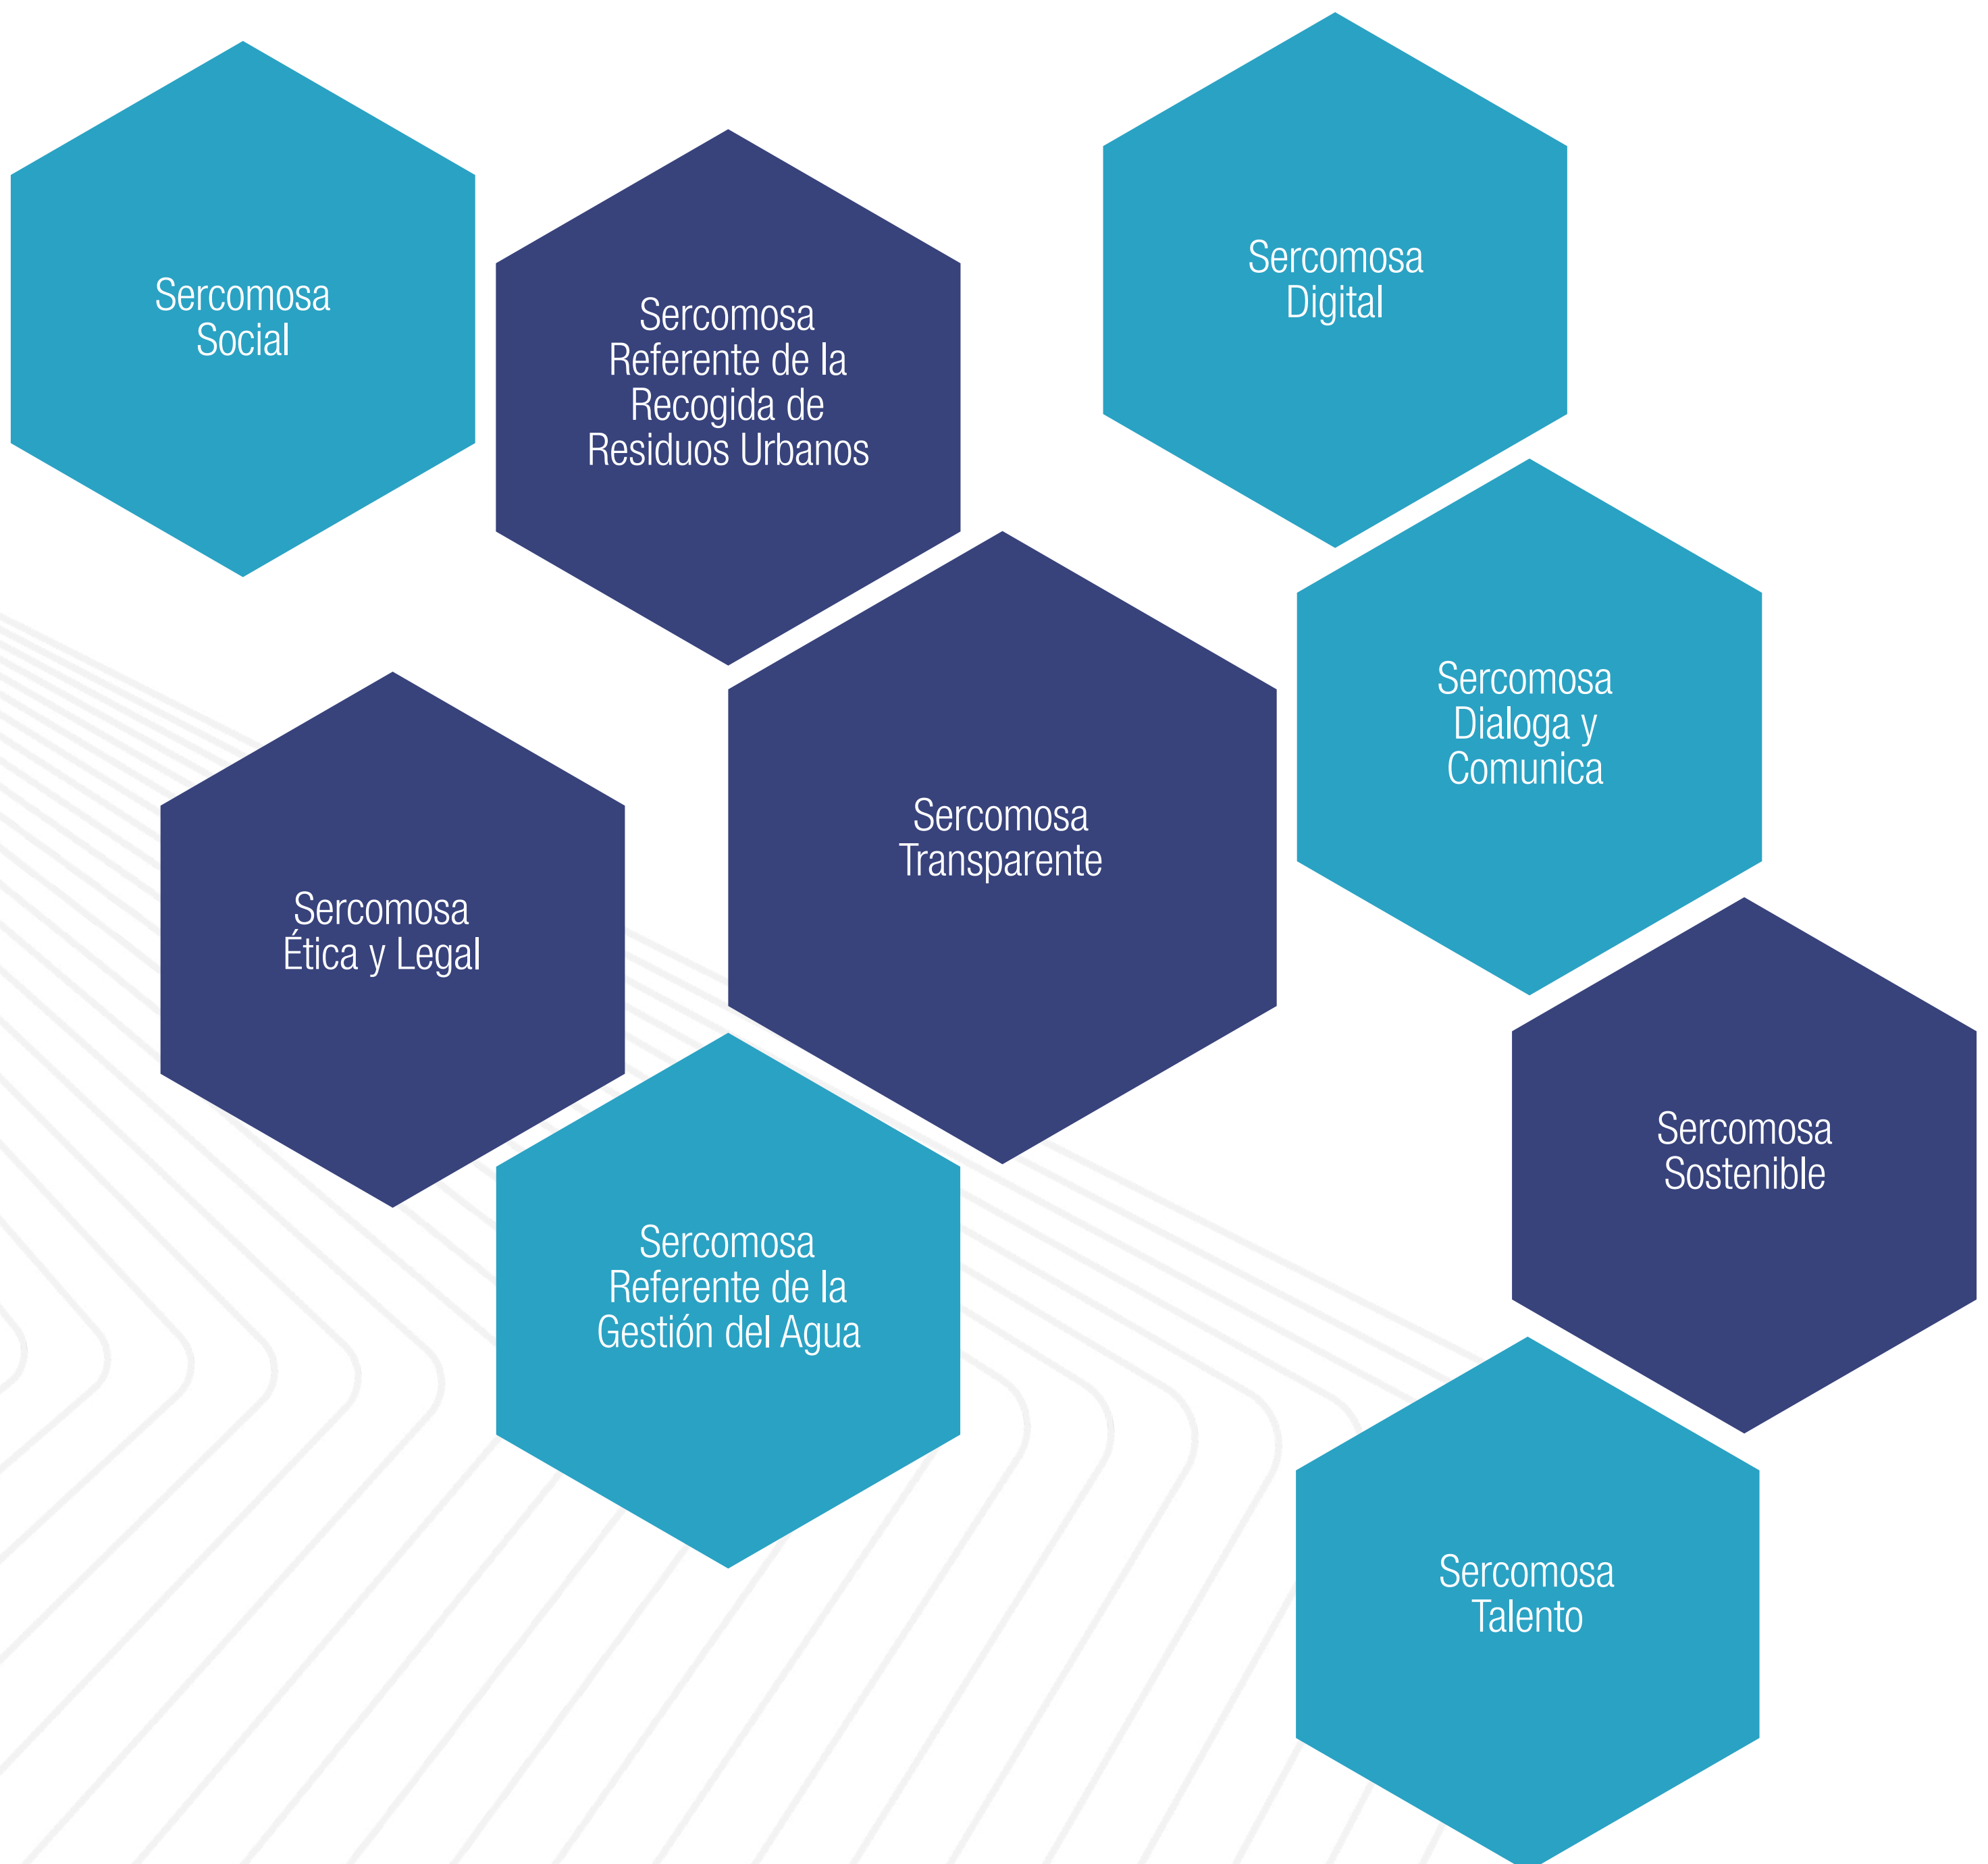 Sercomosa
Social
Sercomosa
Referente de la
Recogida de
Residuos Urbanos
Sercomosa
Digital
Sercomosa
Dialoga y
Comunica
Sercomosa
Transparente
Sercomosa
Ética y Legal
Sercomosa
Sostenible
Sercomosa
Referente de la
Gestión del Agua
Sercomosa
Talento